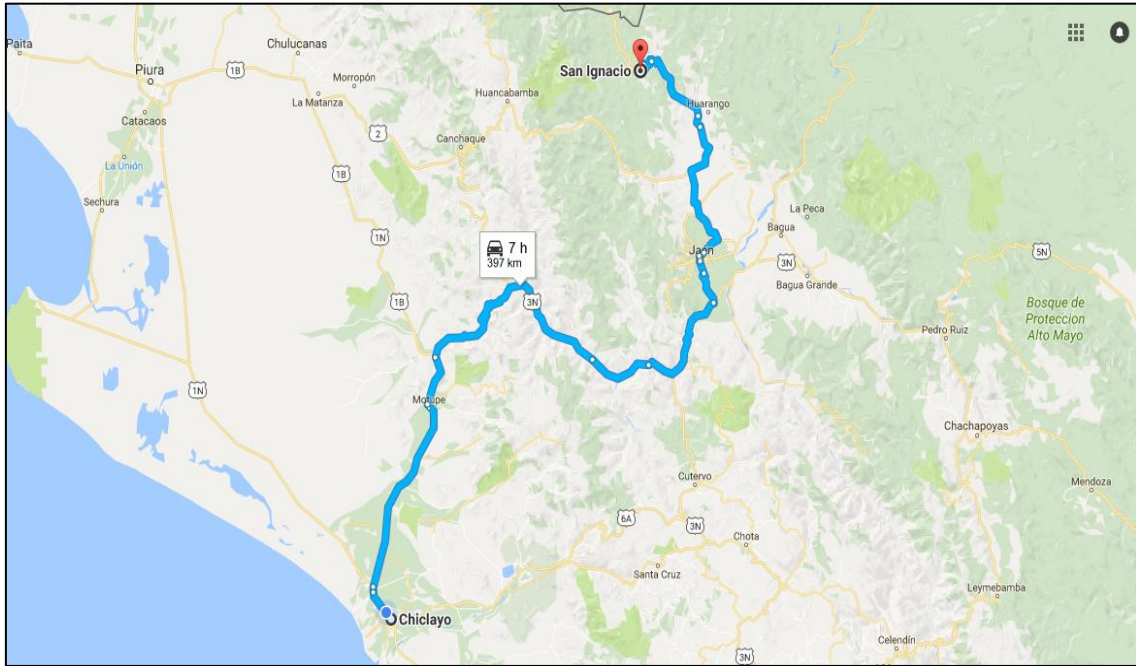 Paita
Chulucanas
1B
Piura
Morropón
La Matanza
Catacaos
Huancabamba
San Ignacio
Huarango
2
Canchaque
La Unión
1B
Sechura
La Peca
Bagua
1N
Jaén
3N
Bagua Grande
5N
7 h
397 km
1B
3N
Bosque de
Proteccion
Alto Mayo
Pedro Ruiz
1N
Motupe
Chachapoyas
Cutervo
Mendoza
6A
3N
Chota
Santa Cruz
Leymebamba
Chiclayo
Celendín
3N